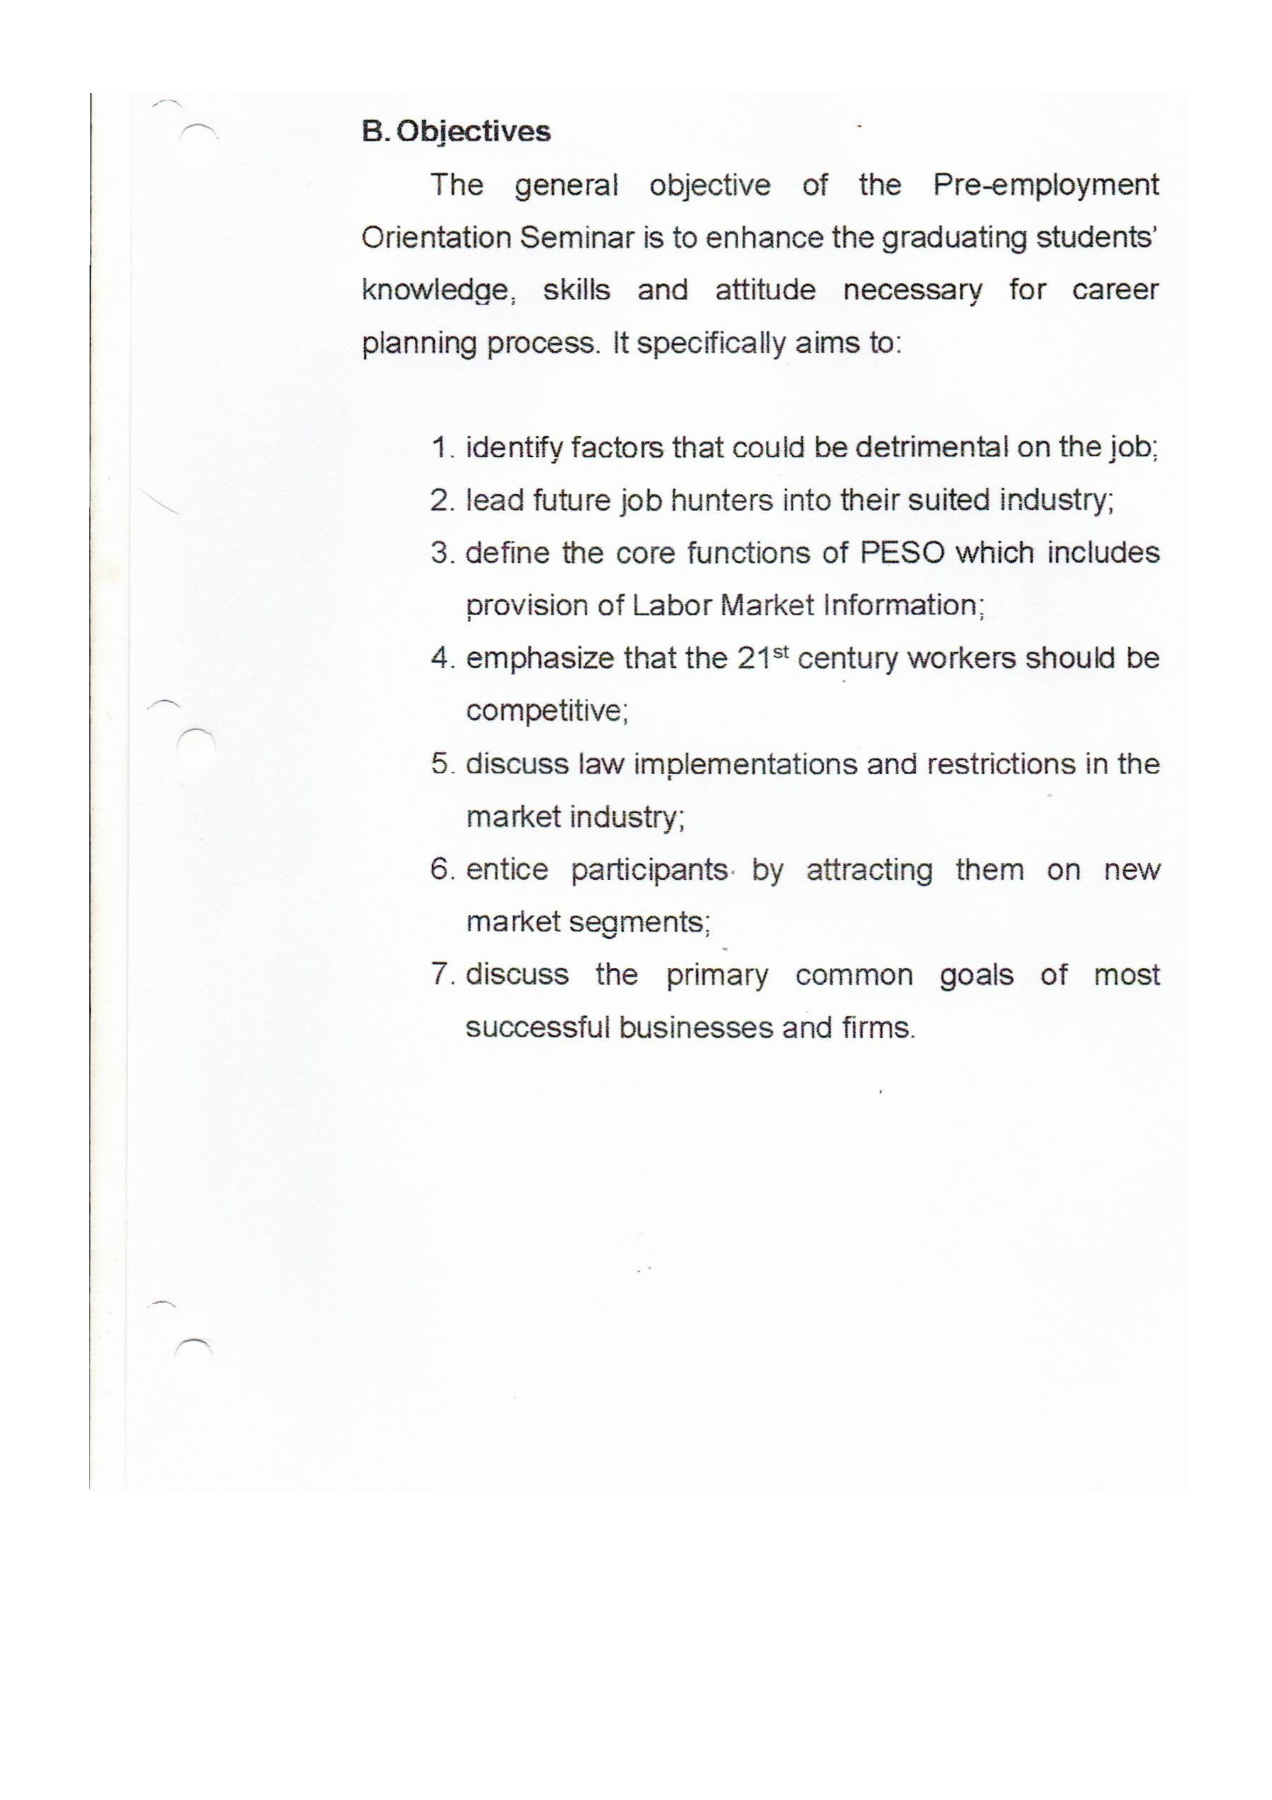 B. Objectives
The general objective of the Pre-employment
Orientation Seminar is to enhance the graduating students'
knowledge, skills and attitude necessary for career
planning process. It specifically aims to:
1. identify factors that could be detrimental on the job;
2. lead future job hunters into their suited industry;
3. define the core functions of PESO which includes
provision of Labor Market Information;
4. emphasize that the 21st century workers should be
competitive;
5. discuss law implementations and restrictions in the
market industry;
6. entice participants by attracting them on new
market segments;
7. discuss the primary common goals of most
successful businesses and firms.